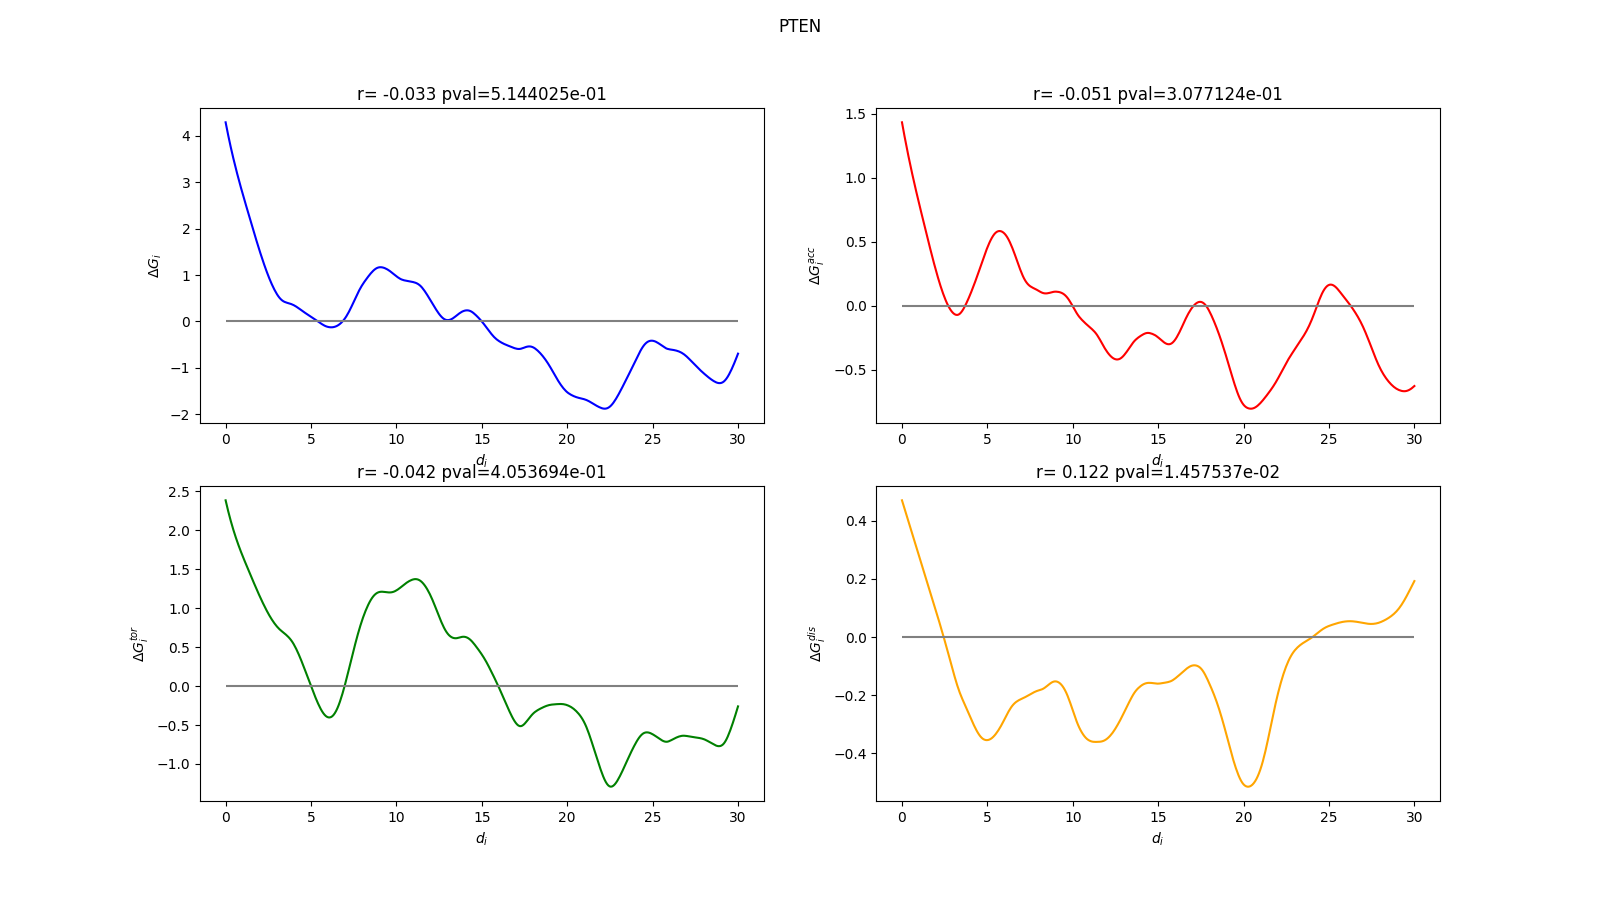 PTEN
r= -0.033 pval=5.144025e-01
4
3
2
1
0
−1
−2
ΔG_i
0 5 10 15 20 25 30
d_i
r= -0.051 pval=3.077124e-01
1.5
1.0
0.5
0.0
−0.5
ΔG_i^{acc}
0 5 10 15 20 25 30
d_i
r= -0.042 pval=4.053694e-01
2.5
2.0
1.5
1.0
0.5
0.0
−0.5
−1.0
ΔG_i^{tor}
0 5 10 15 20 25 30
d_i
r= 0.122 pval=1.457537e-02
0.4
0.2
0.0
−0.2
−0.4
ΔG_i^{dis}
0 5 10 15 20 25 30
d_i